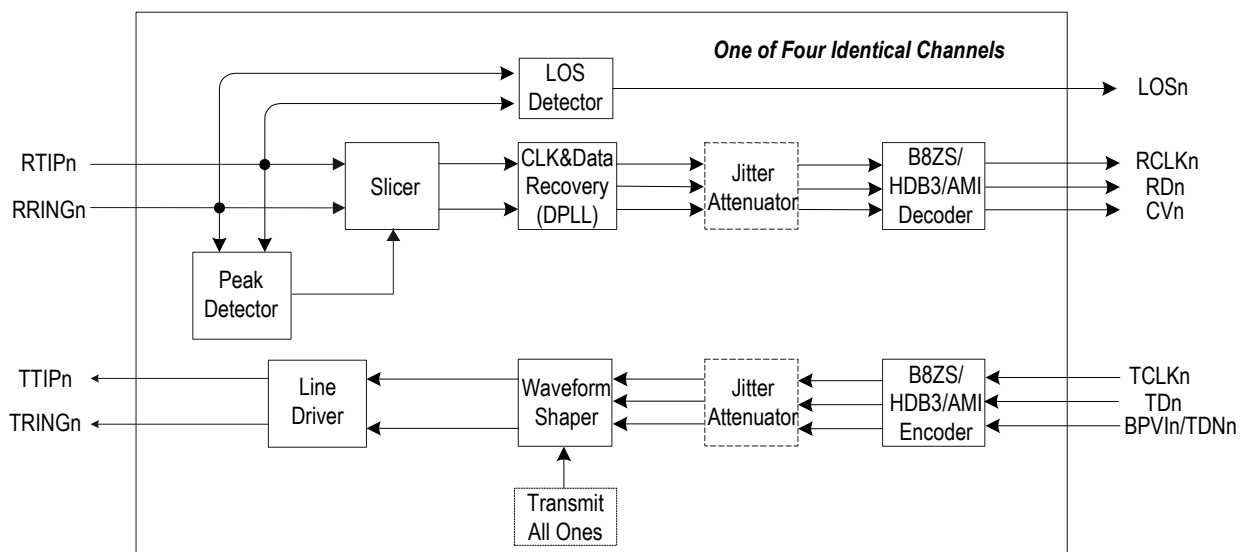 One of Four Identical Channels
LOS
Detector
LOSn
RTIPn
RRINGn
Slicer
CLK&Data
Recovery
(DPLL)
Jitter
Attenuator
B8ZS/
HDB3/AMI
Decoder
RCLKn
RDn
CVn
Peak
Detector
TTIPn
TRINGn
Line
Driver
Waveform
Shaper
Jitter
Attenuator
B8ZS/
HDB3/AMI
Encoder
TCLKn
TDn
BPVIn/TDNn
Transmit
All Ones